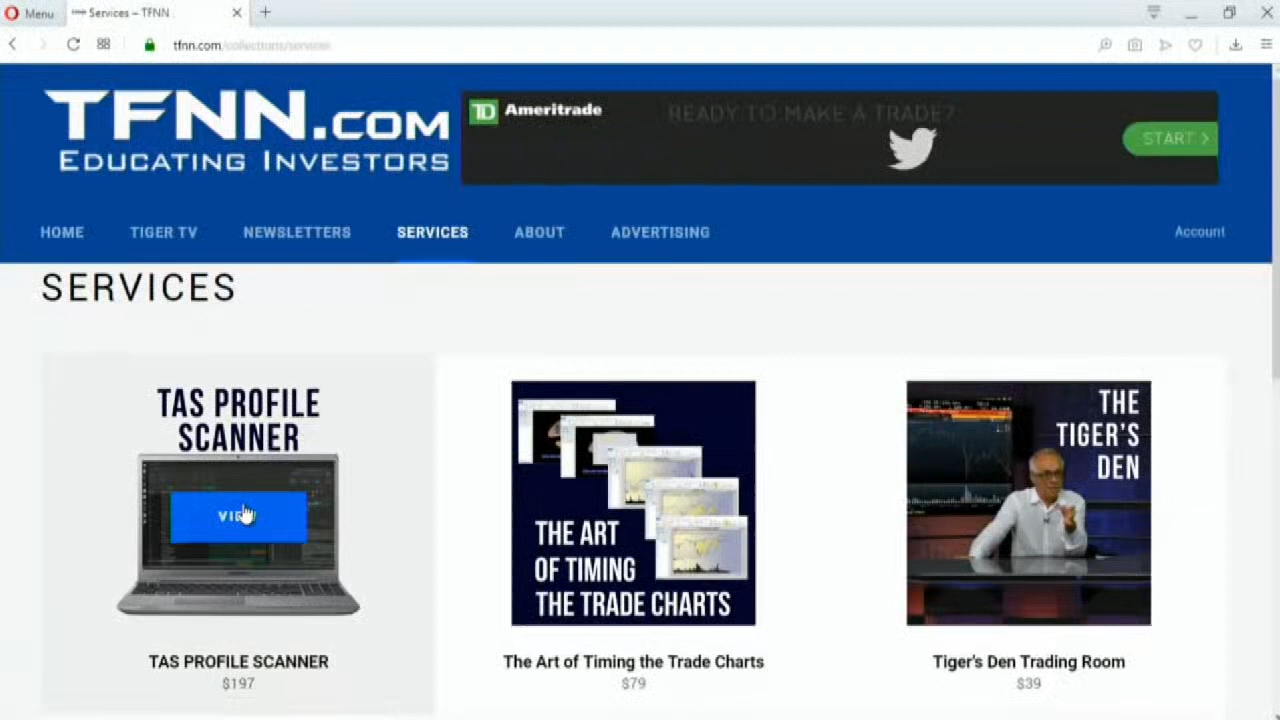 Menu
Services – TFNN
tfnn.com/collections/services
TFNN.COM
EDUCATING INVESTORS
TD Ameritrade
READY TO MAKE A TRADE?
START >
HOME
TIGER TV
NEWSLETTERS
SERVICES
ABOUT
ADVERTISING
Account
SERVICES
TAS PROFILE
SCANNER
THE ART
OF TIMING
THE TRADE CHARTS
THE
TIGER'S
DEN
TAS PROFILE SCANNER
$197
The Art of Timing the Trade Charts
$79
Tiger's Den Trading Room
$39